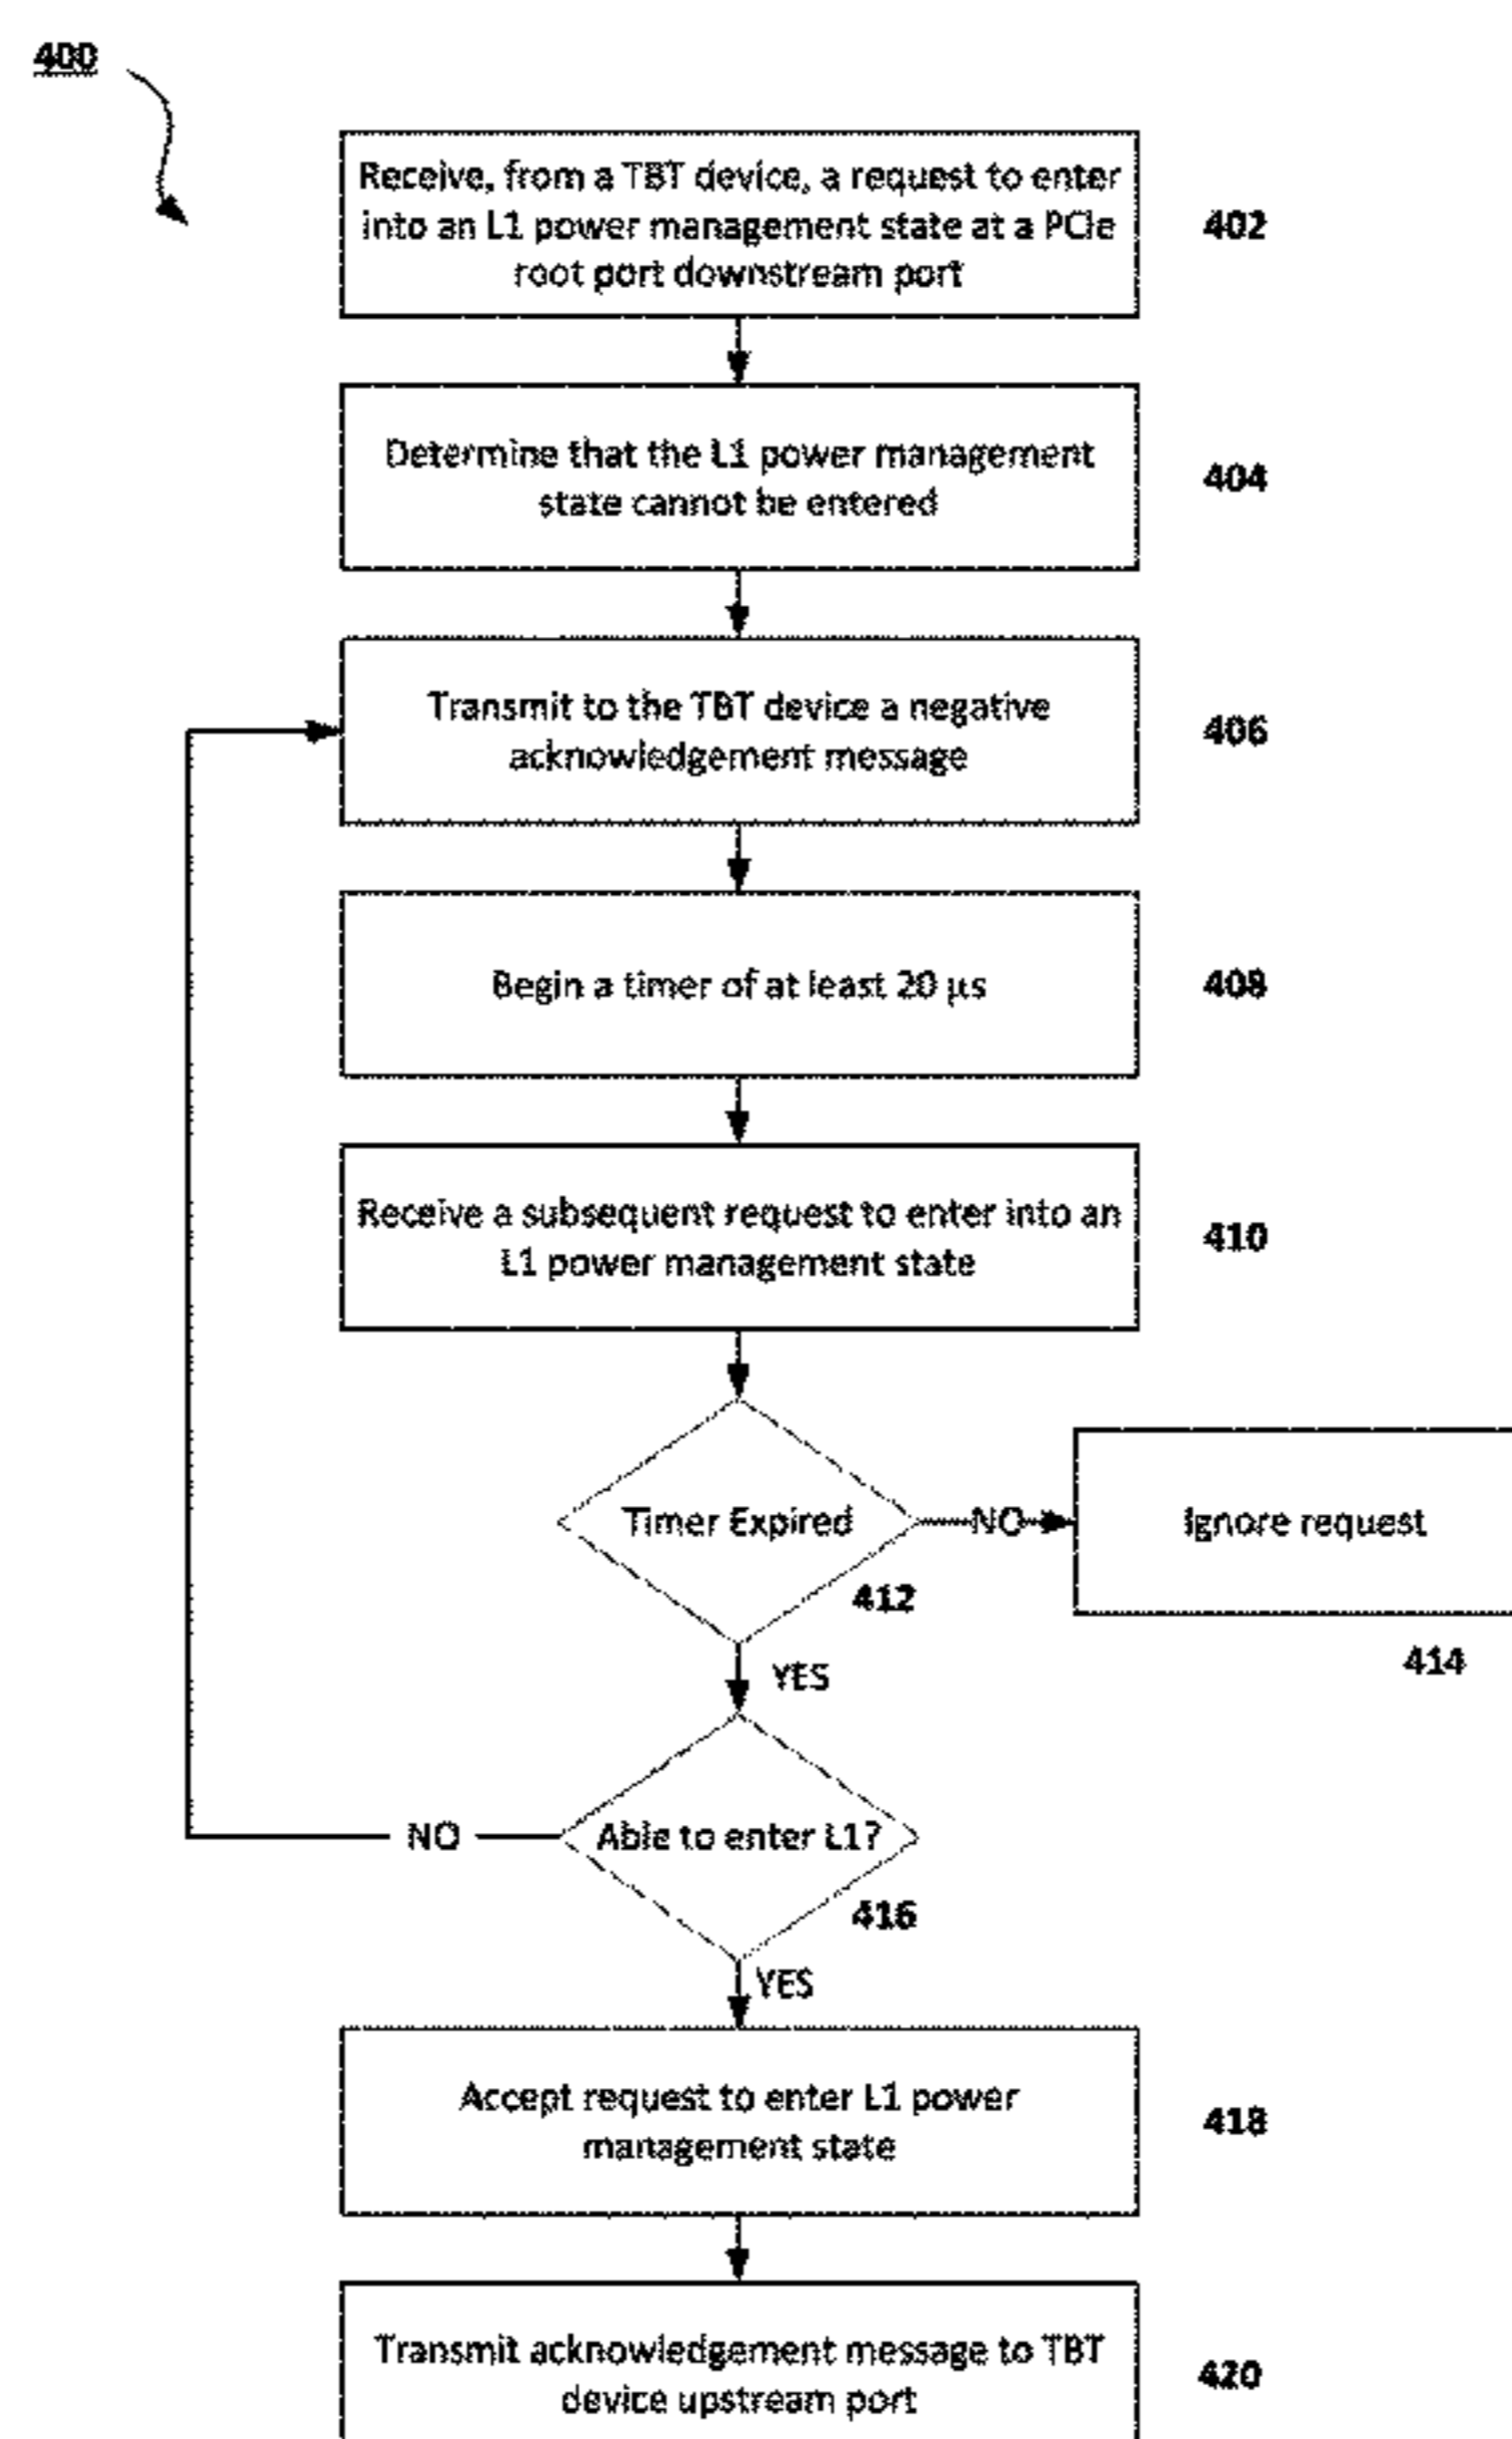 400
Receive, from a TBT device, a request to enter
into an L1 power management state at a PCIe
root port downstream port
402
Determine that the L1 power management
state cannot be entered
404
Transmit to the TBT device a negative
acknowledgement message
406
Begin a timer of at least 20 µs
408
Receive a subsequent request to enter into an
L1 power management state
410
Timer Expired
NO
Ignore request
412
414
YES
NO
Able to enter L1?
416
YES
Accept request to enter L1 power
management state
418
Transmit acknowledgement message to TBT
device upstream port
420